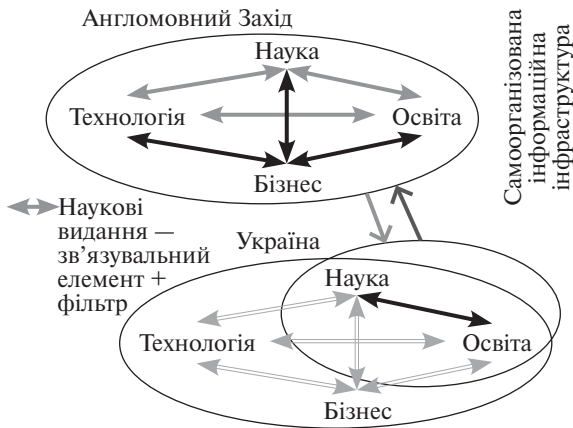 Англомовний Захід
Наука
Технологія
Освіта
Бізнес
Самоорганізована
інформаційна
інфраструктура
Наукові
видання —
зв’язувальний
елемент +
фільтр
Україна
Наука
Технологія
Освіта
Бізнес